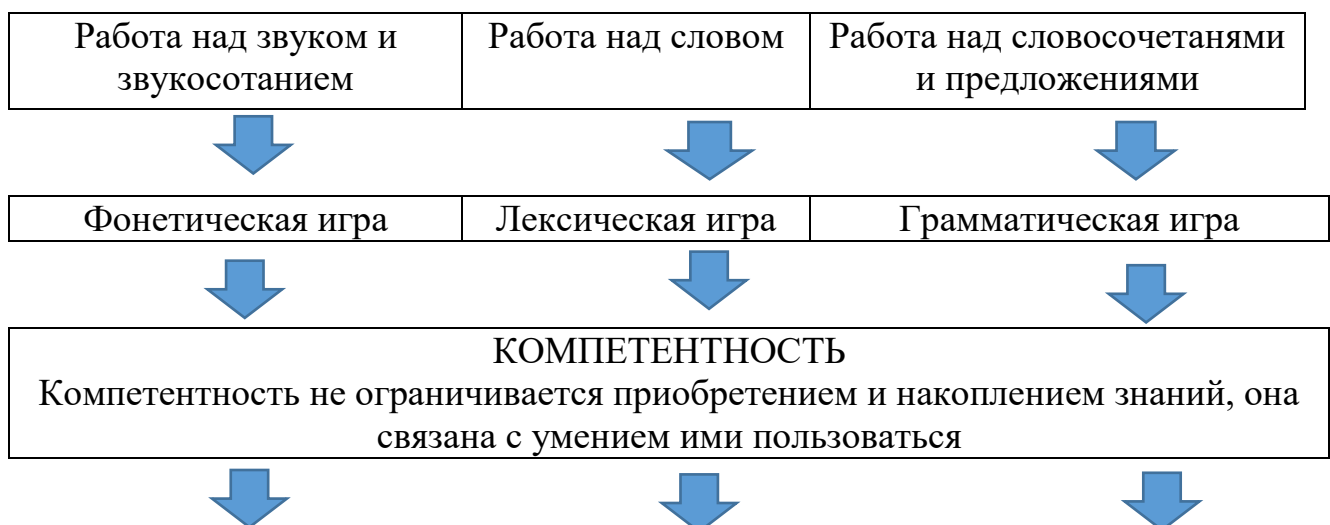 Работа над звуком и
звукосотанием
Работа над словом
Работа над словосочетанями
и предложениями
Фонетическая игра
Лексическая игра
Грамматическая игра
КОМПЕТЕНТНОСТЬ
Компетентность не ограничивается приобретением и накоплением знаний, она
связана с умением ими пользоваться